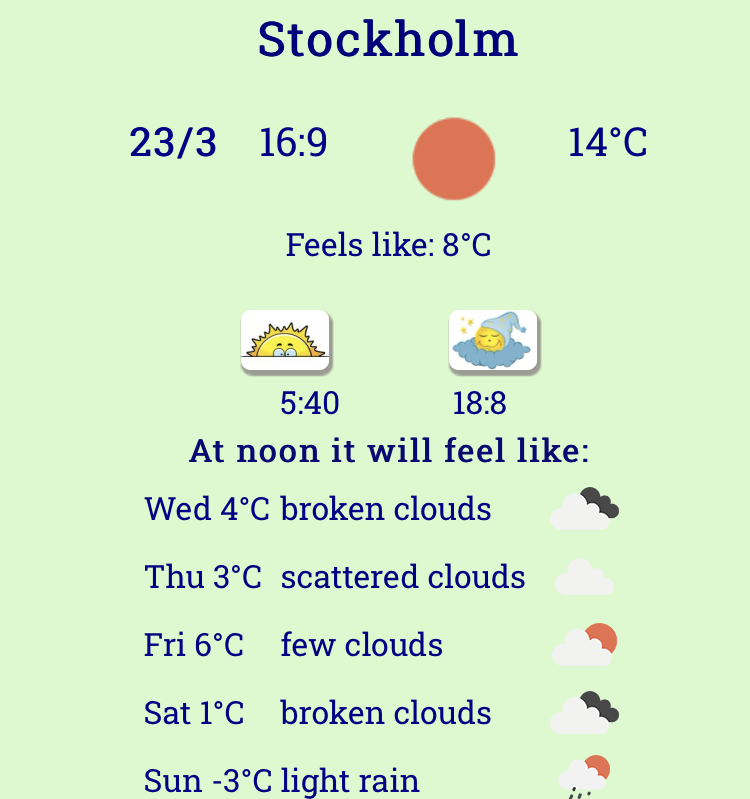 Stockholm
23/3 16:9 14°C
Feels like: 8°C
5:40 18:8
At noon it will feel like:
Wed 4°C broken clouds
Thu 3°C scattered clouds
Fri 6°C few clouds
Sat 1°C broken clouds
Sun -3°C light rain